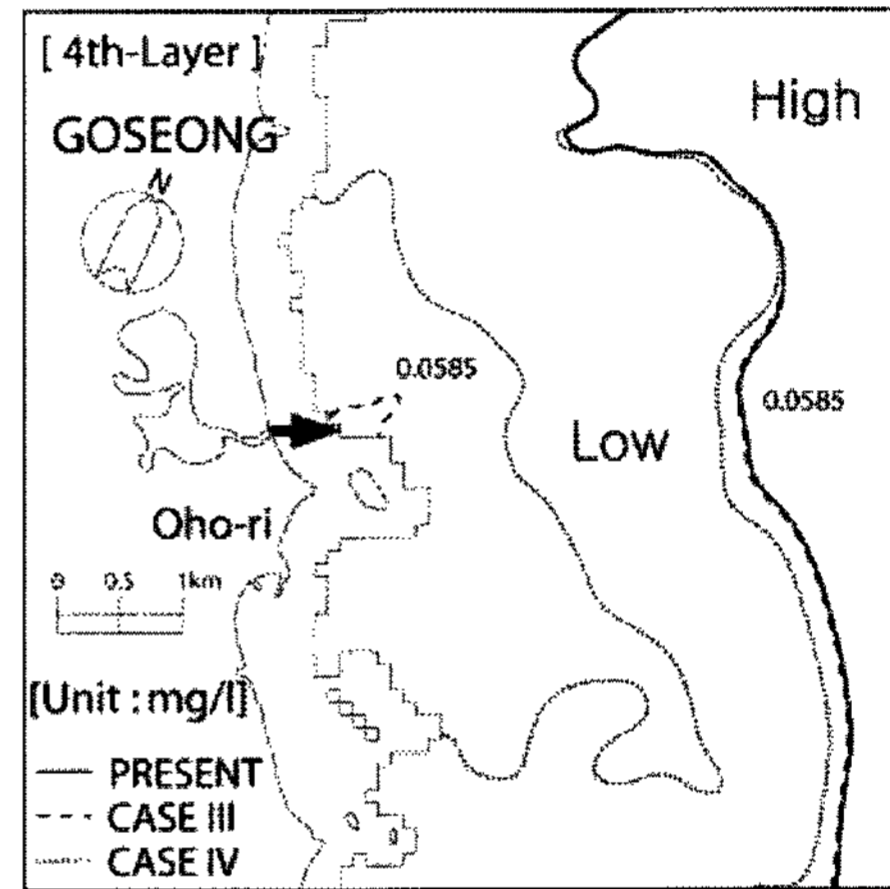 [ 4th-Layer ]
High
GOSEONG
N
0.0585
0.0585
Low
Oho-ri
0 0.5 1km
[Unit : mg/l]
PRESENT
CASE III
CASE IV